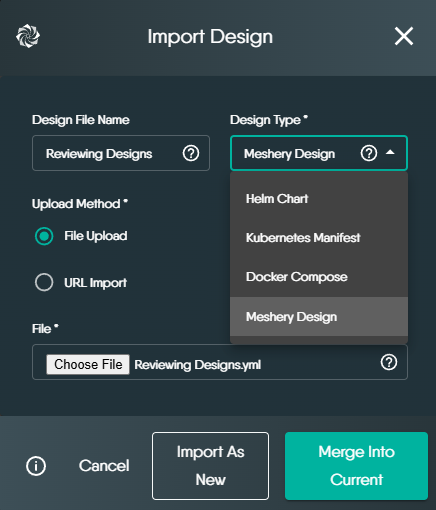 Import Design
Design File Name
Design Type *
Reviewing Designs
Meshery Design
Helm Chart
Kubernetes Manifest
Docker Compose
Meshery Design
Upload Method *
File Upload
URL Import
File *
Choose File Reviewing Designs.yml
Cancel
Import As
New
Merge Into
Current